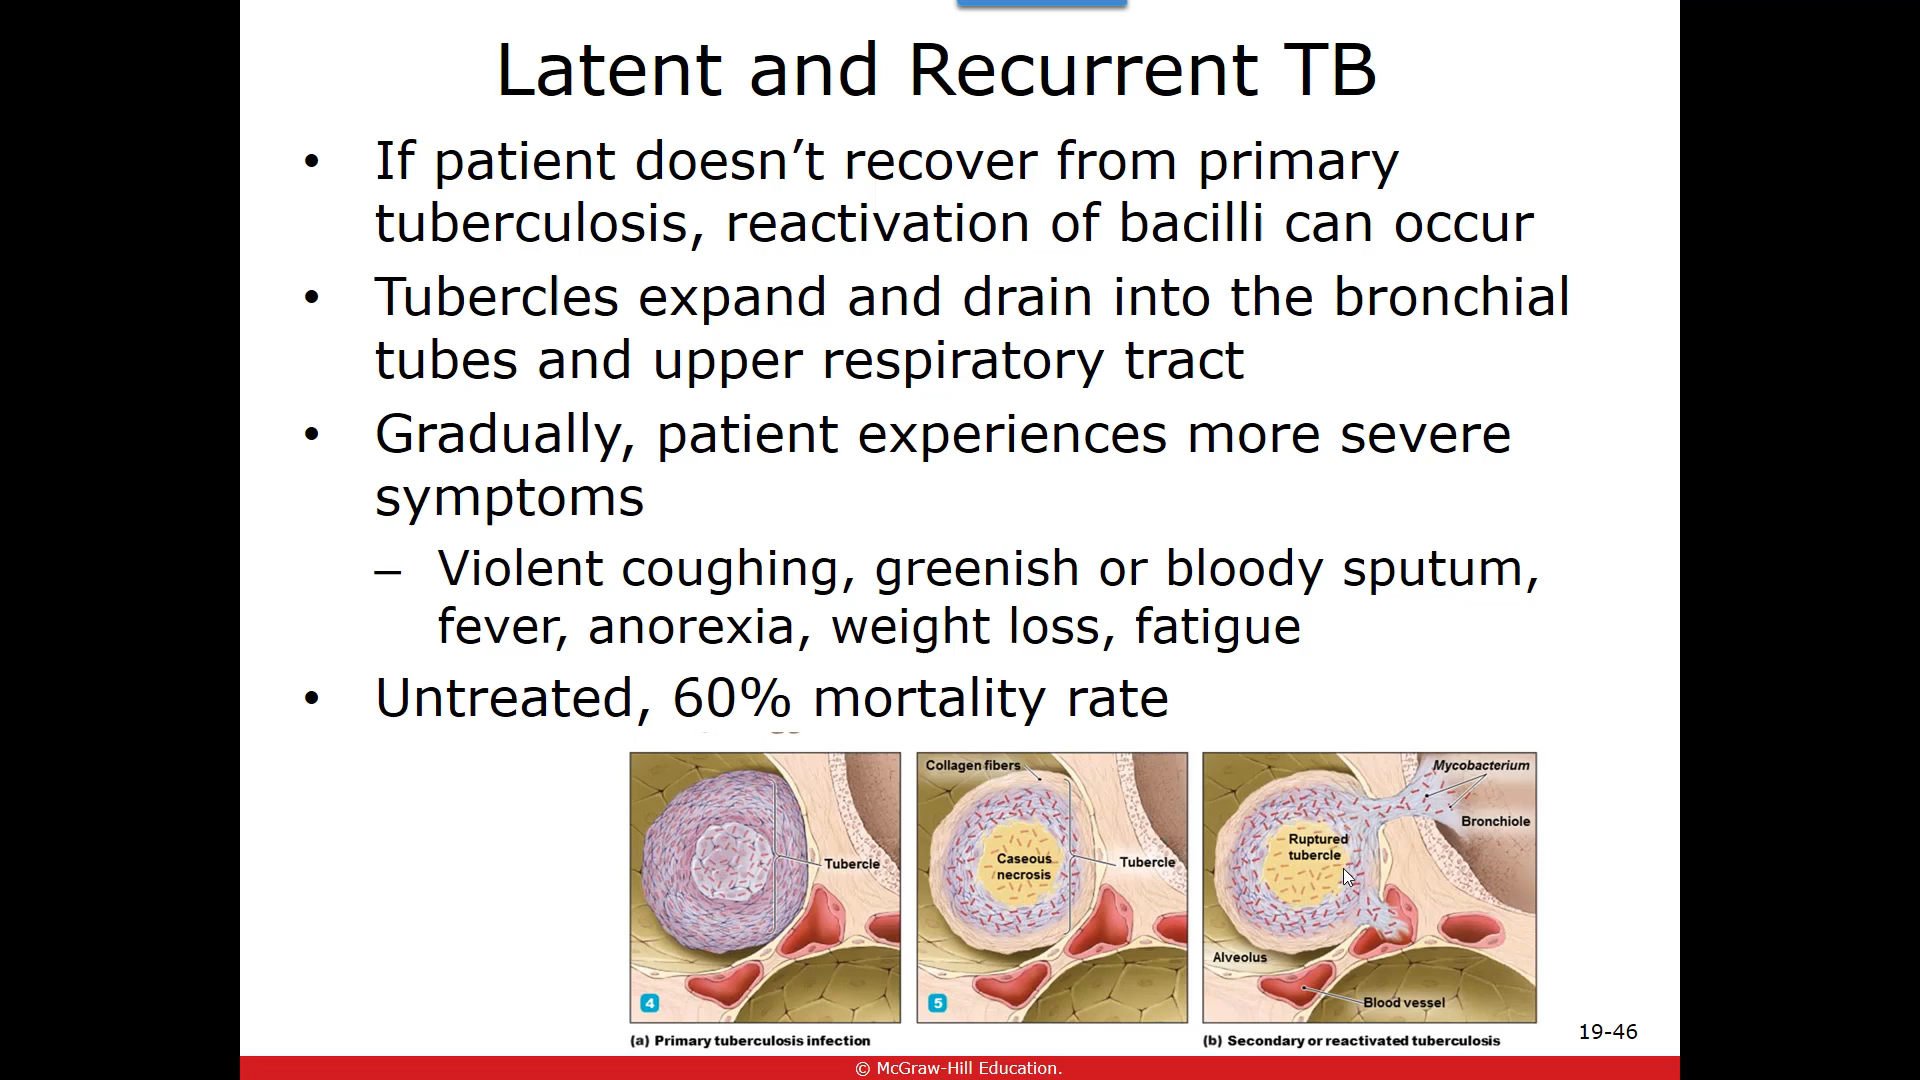 Latent and Recurrent TB
• If patient doesn’t recover from primary
tuberculosis, reactivation of bacilli can occur
• Tubercles expand and drain into the bronchial
tubes and upper respiratory tract
• Gradually, patient experiences more severe
symptoms
– Violent coughing, greenish or bloody sputum,
fever, anorexia, weight loss, fatigue
• Untreated, 60% mortality rate
Tubercle
4
(a) Primary tuberculosis infection
Collagen fibers
Caseous
necrosis
Tubercle
5
Mycobacterium
Bronchiole
Ruptured
tubercle
Alveolus
Blood vessel
(b) Secondary or reactivated tuberculosis
19-46
© McGraw-Hill Education.